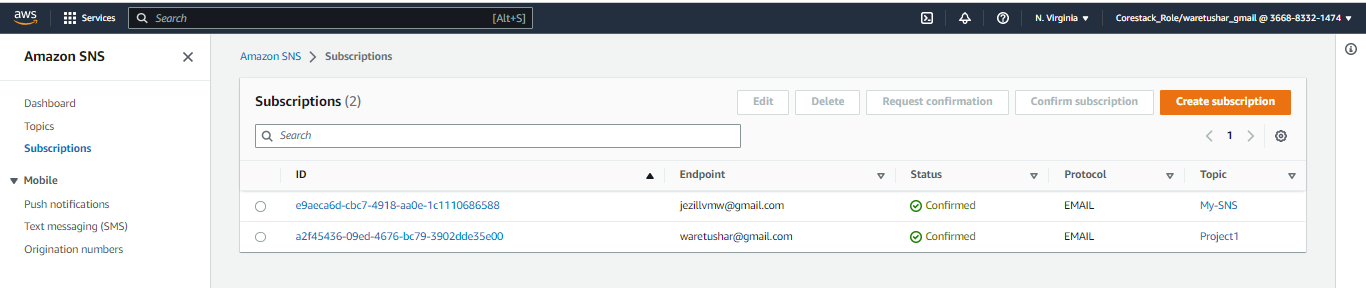 aws Services Search [Alt+S] N. Virginia Corestack_Role/waretushar_gmail @ 3668-8332-1474
Amazon SNS
Dashboard
Topics
Subscriptions
Mobile
Push notifications
Text messaging (SMS)
Origination numbers
Amazon SNS Subscriptions
Subscriptions (2) Edit Delete Request confirmation Confirm subscription Create subscription
Search 1
ID Endpoint Status Protocol Topic
e9aeca6d-cbc7-4918-aa0e-1c1110686588 jezillvmw@gmail.com Confirmed EMAIL My-SNS
a2f45436-09ed-4676-bc79-3902dde35e00 waretushar@gmail.com Confirmed EMAIL Project1